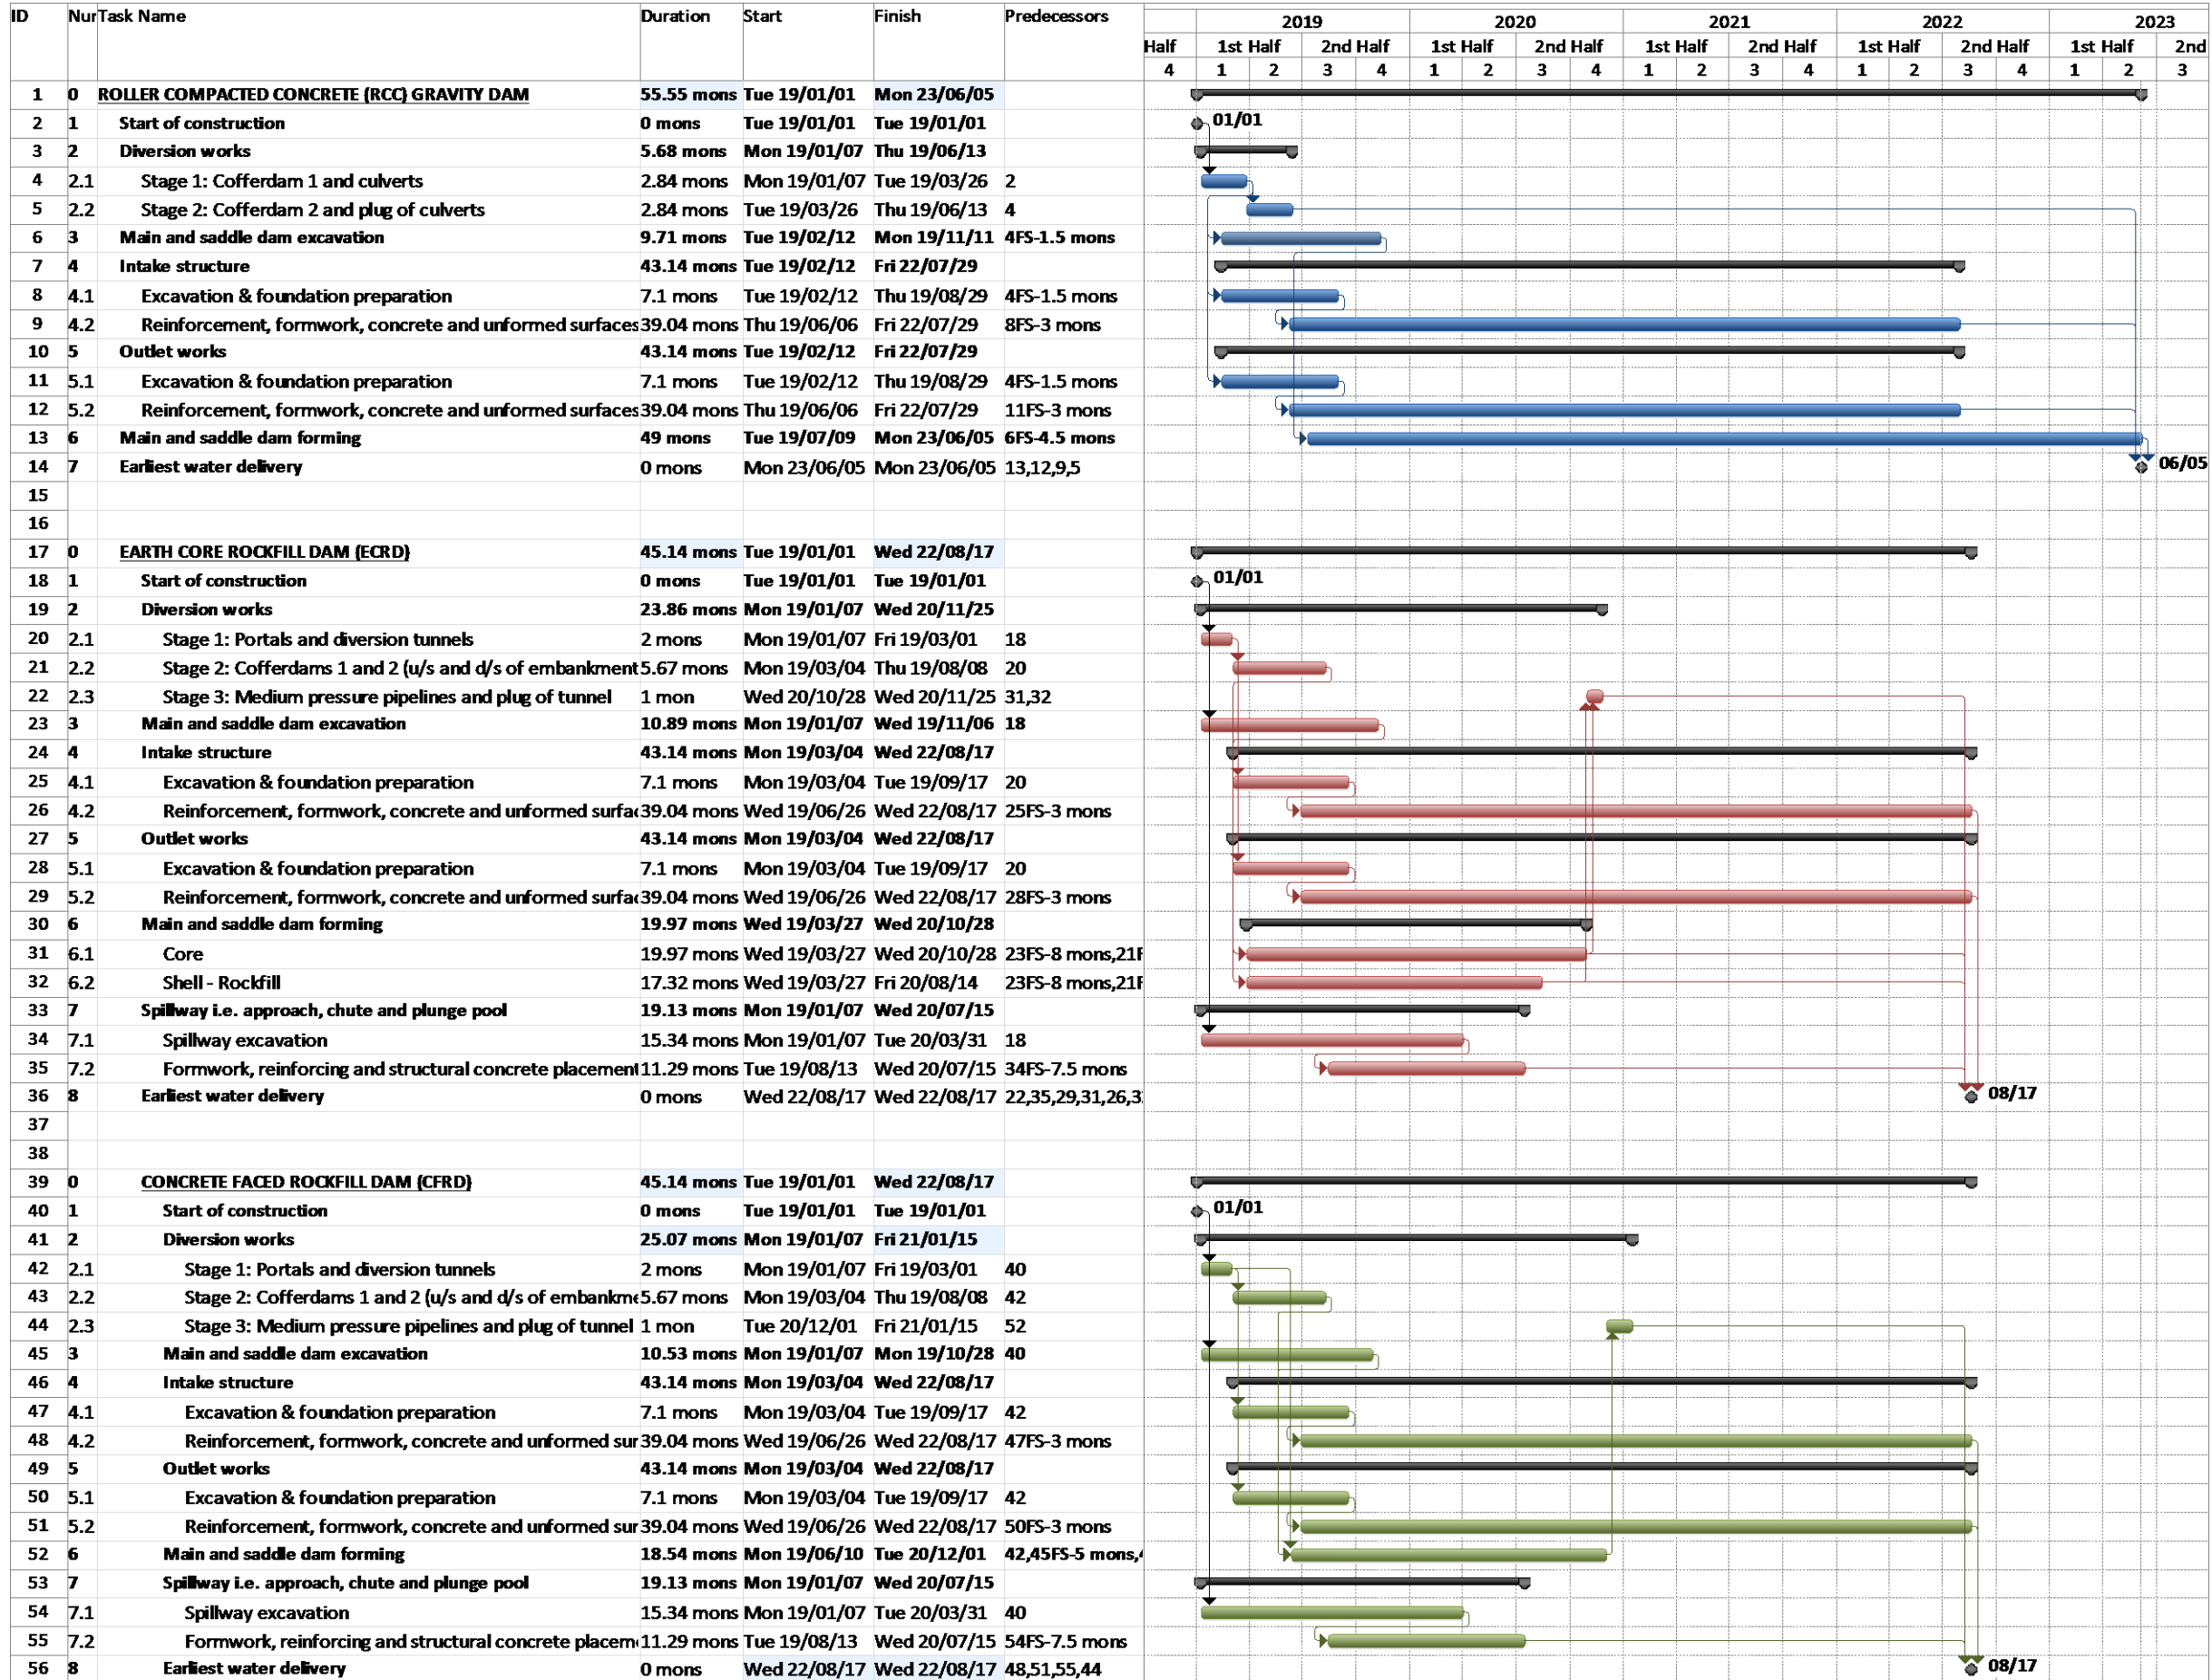 ID Nur Task Name Duration Start Finish Predecessors
2019 2020 2021 2022 2023
Half 1st Half 2nd Half 1st Half 2nd Half 1st Half 2nd Half 1st Half 2nd Half 1st Half 2nd
4 1 2 3 4 1 2 3 4 1 2 3 4 1 2 3 4 1 2 3
1 0 ROLLER COMPACTED CONCRETE (RCC) GRAVITY DAM 55.55 mons Tue 19/01/01 Mon 23/06/05
2 1 Start of construction 0 mons Tue 19/01/01 Tue 19/01/01 01/01
3 2 Diversion works 5.68 mons Mon 19/01/07 Thu 19/06/13
4 2.1 Stage 1: Cofferdam 1 and culverts 2.84 mons Mon 19/01/07 Tue 19/03/26 2
5 2.2 Stage 2: Cofferdam 2 and plug of culverts 2.84 mons Tue 19/03/26 Thu 19/06/13 4
6 3 Main and saddle dam excavation 9.71 mons Tue 19/02/12 Mon 19/11/11 4FS-1.5 mons
7 4 Intake structure 43.14 mons Tue 19/02/12 Fri 22/07/29
8 4.1 Excavation & foundation preparation 7.1 mons Tue 19/02/12 Thu 19/08/29 4FS-1.5 mons
9 4.2 Reinforcement, formwork, concrete and unformed surfaces 39.04 mons Thu 19/06/06 Fri 22/07/29 8FS-3 mons
10 5 Outlet works 43.14 mons Tue 19/02/12 Fri 22/07/29
11 5.1 Excavation & foundation preparation 7.1 mons Tue 19/02/12 Thu 19/08/29 4FS-1.5 mons
12 5.2 Reinforcement, formwork, concrete and unformed surfaces 39.04 mons Thu 19/06/06 Fri 22/07/29 11FS-3 mons
13 6 Main and saddle dam forming 49 mons Tue 19/07/09 Mon 23/06/05 6FS-4.5 mons
14 7 Earliest water delivery 0 mons Mon 23/06/05 Mon 23/06/05 13,12,9,5 06/05
15
16
17 0 EARTH CORE ROCKFILL DAM (ECRD) 45.14 mons Tue 19/01/01 Wed 22/08/17
18 1 Start of construction 0 mons Tue 19/01/01 Tue 19/01/01 01/01
19 2 Diversion works 23.86 mons Mon 19/01/07 Wed 20/11/25
20 2.1 Stage 1: Portals and diversion tunnels 2 mons Mon 19/01/07 Fri 19/03/01 18
21 2.2 Stage 2: Cofferdams 1 and 2 (u/s and d/s of embankment 5.67 mons Mon 19/03/04 Thu 19/08/08 20
22 2.3 Stage 3: Medium pressure pipelines and plug of tunnel 1 mon Wed 20/10/28 Wed 20/11/25 31,32
23 3 Main and saddle dam excavation 10.89 mons Mon 19/01/07 Wed 19/11/06 18
24 4 Intake structure 43.14 mons Mon 19/03/04 Wed 22/08/17
25 4.1 Excavation & foundation preparation 7.1 mons Mon 19/03/04 Tue 19/09/17 20
26 4.2 Reinforcement, formwork, concrete and unformed surfac 39.04 mons Wed 19/06/26 Wed 22/08/17 25FS-3 mons
27 5 Outlet works 43.14 mons Mon 19/03/04 Wed 22/08/17
28 5.1 Excavation & foundation preparation 7.1 mons Mon 19/03/04 Tue 19/09/17 20
29 5.2 Reinforcement, formwork, concrete and unformed surfac 39.04 mons Wed 19/06/26 Wed 22/08/17 28FS-3 mons
30 6 Main and saddle dam forming 19.97 mons Wed 19/03/27 Wed 20/10/28
31 6.1 Core 19.97 mons Wed 19/03/27 Wed 20/10/28 23FS-8 mons,21F
32 6.2 Shell - Rockfill 17.32 mons Wed 19/03/27 Fri 20/08/14 23FS-8 mons,21F
33 7 Spillway i.e. approach, chute and plunge pool 19.13 mons Mon 19/01/07 Wed 20/07/15
34 7.1 Spillway excavation 15.34 mons Mon 19/01/07 Tue 20/03/31 18
35 7.2 Formwork, reinforcing and structural concrete placement 11.29 mons Tue 19/08/13 Wed 20/07/15 34FS-7.5 mons
36 8 Earliest water delivery 0 mons Wed 22/08/17 Wed 22/08/17 22,35,29,31,26,3 08/17
37
38
39 0 CONCRETE FACED ROCKFILL DAM (CFRD) 45.14 mons Tue 19/01/01 Wed 22/08/17
40 1 Start of construction 0 mons Tue 19/01/01 Tue 19/01/01 01/01
41 2 Diversion works 25.07 mons Mon 19/01/07 Fri 21/01/15
42 2.1 Stage 1: Portals and diversion tunnels 2 mons Mon 19/01/07 Fri 19/03/01 40
43 2.2 Stage 2: Cofferdams 1 and 2 (u/s and d/s of embankme 5.67 mons Mon 19/03/04 Thu 19/08/08 42
44 2.3 Stage 3: Medium pressure pipelines and plug of tunnel 1 mon Tue 20/12/01 Fri 21/01/15 52
45 3 Main and saddle dam excavation 10.53 mons Mon 19/01/07 Mon 19/10/28 40
46 4 Intake structure 43.14 mons Mon 19/03/04 Wed 22/08/17
47 4.1 Excavation & foundation preparation 7.1 mons Mon 19/03/04 Tue 19/09/17 42
48 4.2 Reinforcement, formwork, concrete and unformed sur 39.04 mons Wed 19/06/26 Wed 22/08/17 47FS-3 mons
49 5 Outlet works 43.14 mons Mon 19/03/04 Wed 22/08/17
50 5.1 Excavation & foundation preparation 7.1 mons Mon 19/03/04 Tue 19/09/17 42
51 5.2 Reinforcement, formwork, concrete and unformed sur 39.04 mons Wed 19/06/26 Wed 22/08/17 50FS-3 mons
52 6 Main and saddle dam forming 18.54 mons Mon 19/06/10 Tue 20/12/01 42,45FS-5 mons,4
53 7 Spillway i.e. approach, chute and plunge pool 19.13 mons Mon 19/01/07 Wed 20/07/15
54 7.1 Spillway excavation 15.34 mons Mon 19/01/07 Tue 20/03/31 40
55 7.2 Formwork, reinforcing and structural concrete placem 11.29 mons Tue 19/08/13 Wed 20/07/15 54FS-7.5 mons
56 8 Earliest water delivery 0 mons Wed 22/08/17 Wed 22/08/17 48,51,55,44 08/17